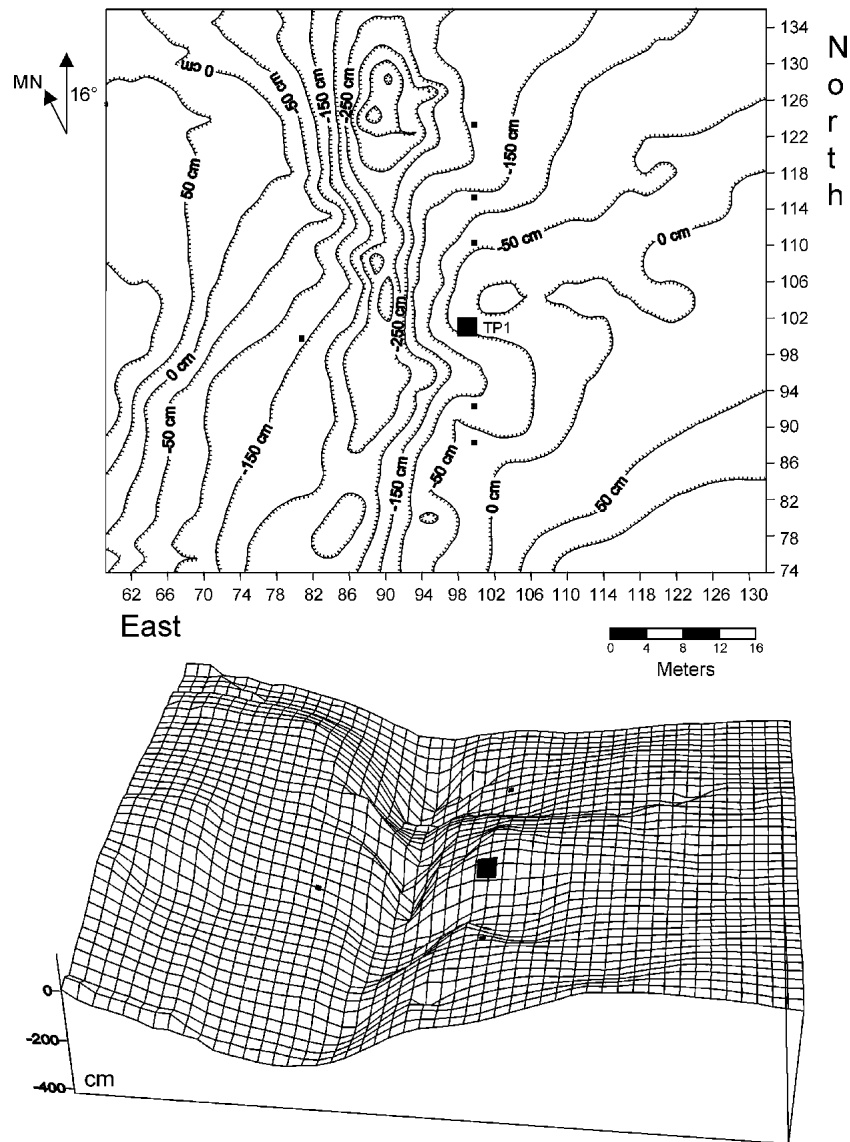 MN
16°
0 cm
-50 cm
-150 cm
-250 cm
50 cm
-150 cm
-50 cm
0 cm
-250 cm
TP1
0 cm
-50 cm
-150 cm
-150 cm
-50 cm
0 cm
50 cm
134
130
126
122
118
114
110
106
102
98
94
90
86
82
78
74
North
62 66 70 74 78 82 86 90 94 98 102 106 110 114 118 122 126 130
East
0 4 8 12 16
Meters
0
-200
-400
cm